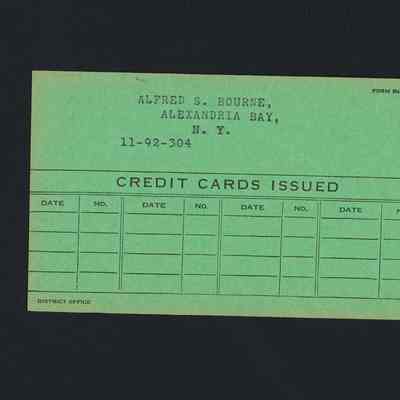 FORM
ALFRED S. BOURNE,
ALEXANDRIA BAY,
N. Y.
11-92-304
CREDIT CARDS ISSUED
DATE NO. DATE NO. DATE NO. DATE
DISTRICT OFFICE